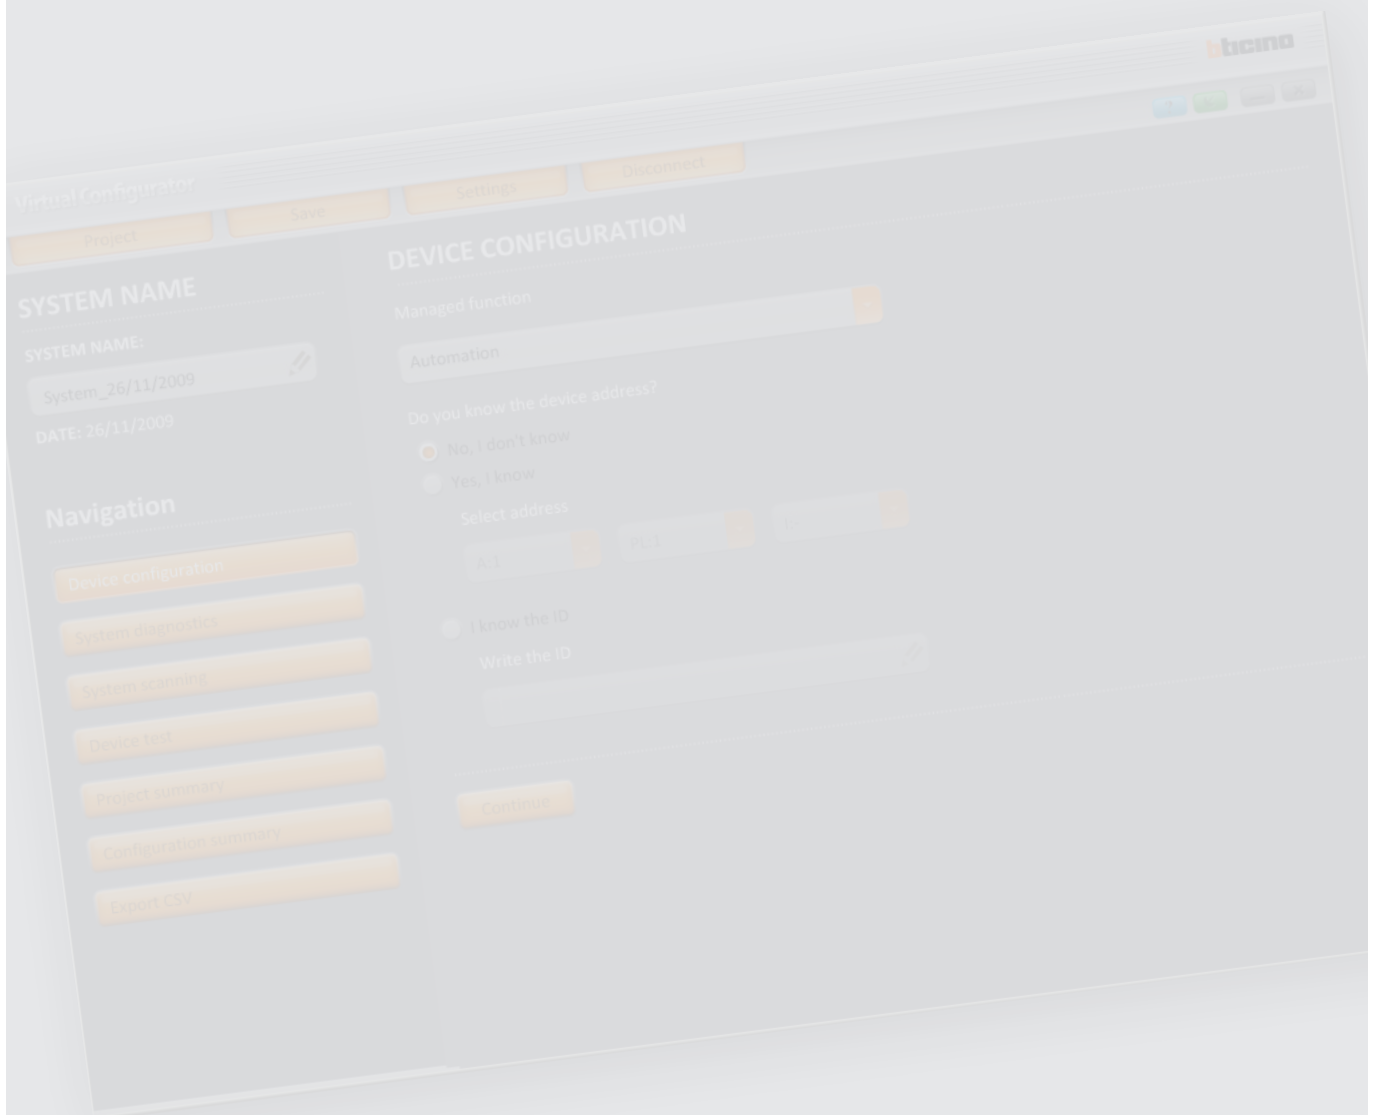 bticino
Virtual Configurator
Project
Save
Settings
Disconnect
SYSTEM NAME
SYSTEM NAME:
System_26/11/2009
DATE: 26/11/2009
Navigation
Device configuration
System diagnostics
System scanning
Device test
Project summary
Configuration summary
Export CSV
DEVICE CONFIGURATION
Managed function
Automation
Do you know the device address?
No, I don't know
Yes, I know
Select address
A:1
PL:1
I know the ID
Write the ID
Continue